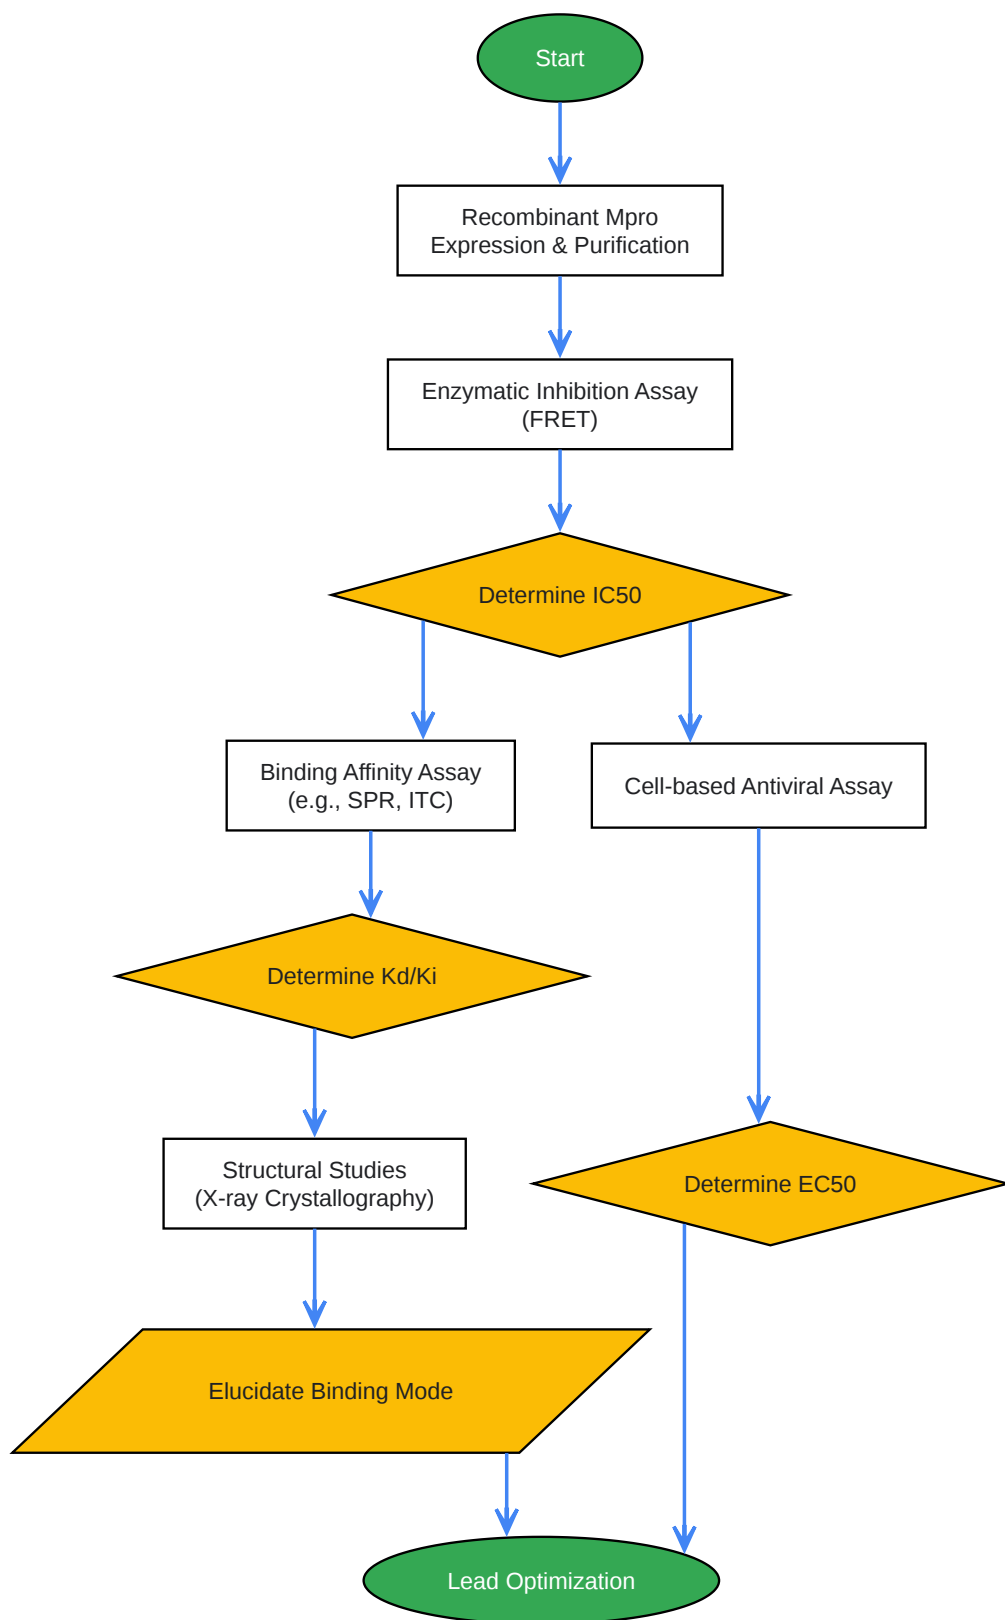 Start
Recombinant Mpro
Expression & Purification
Enzymatic Inhibition Assay
(FRET)
Determine IC50
Binding Affinity Assay
(e.g., SPR, ITC)
Cell-based Antiviral Assay
Determine Kd/Ki
Structural Studies
(X-ray Crystallography)
Determine EC50
Elucidate Binding Mode
Lead Optimization